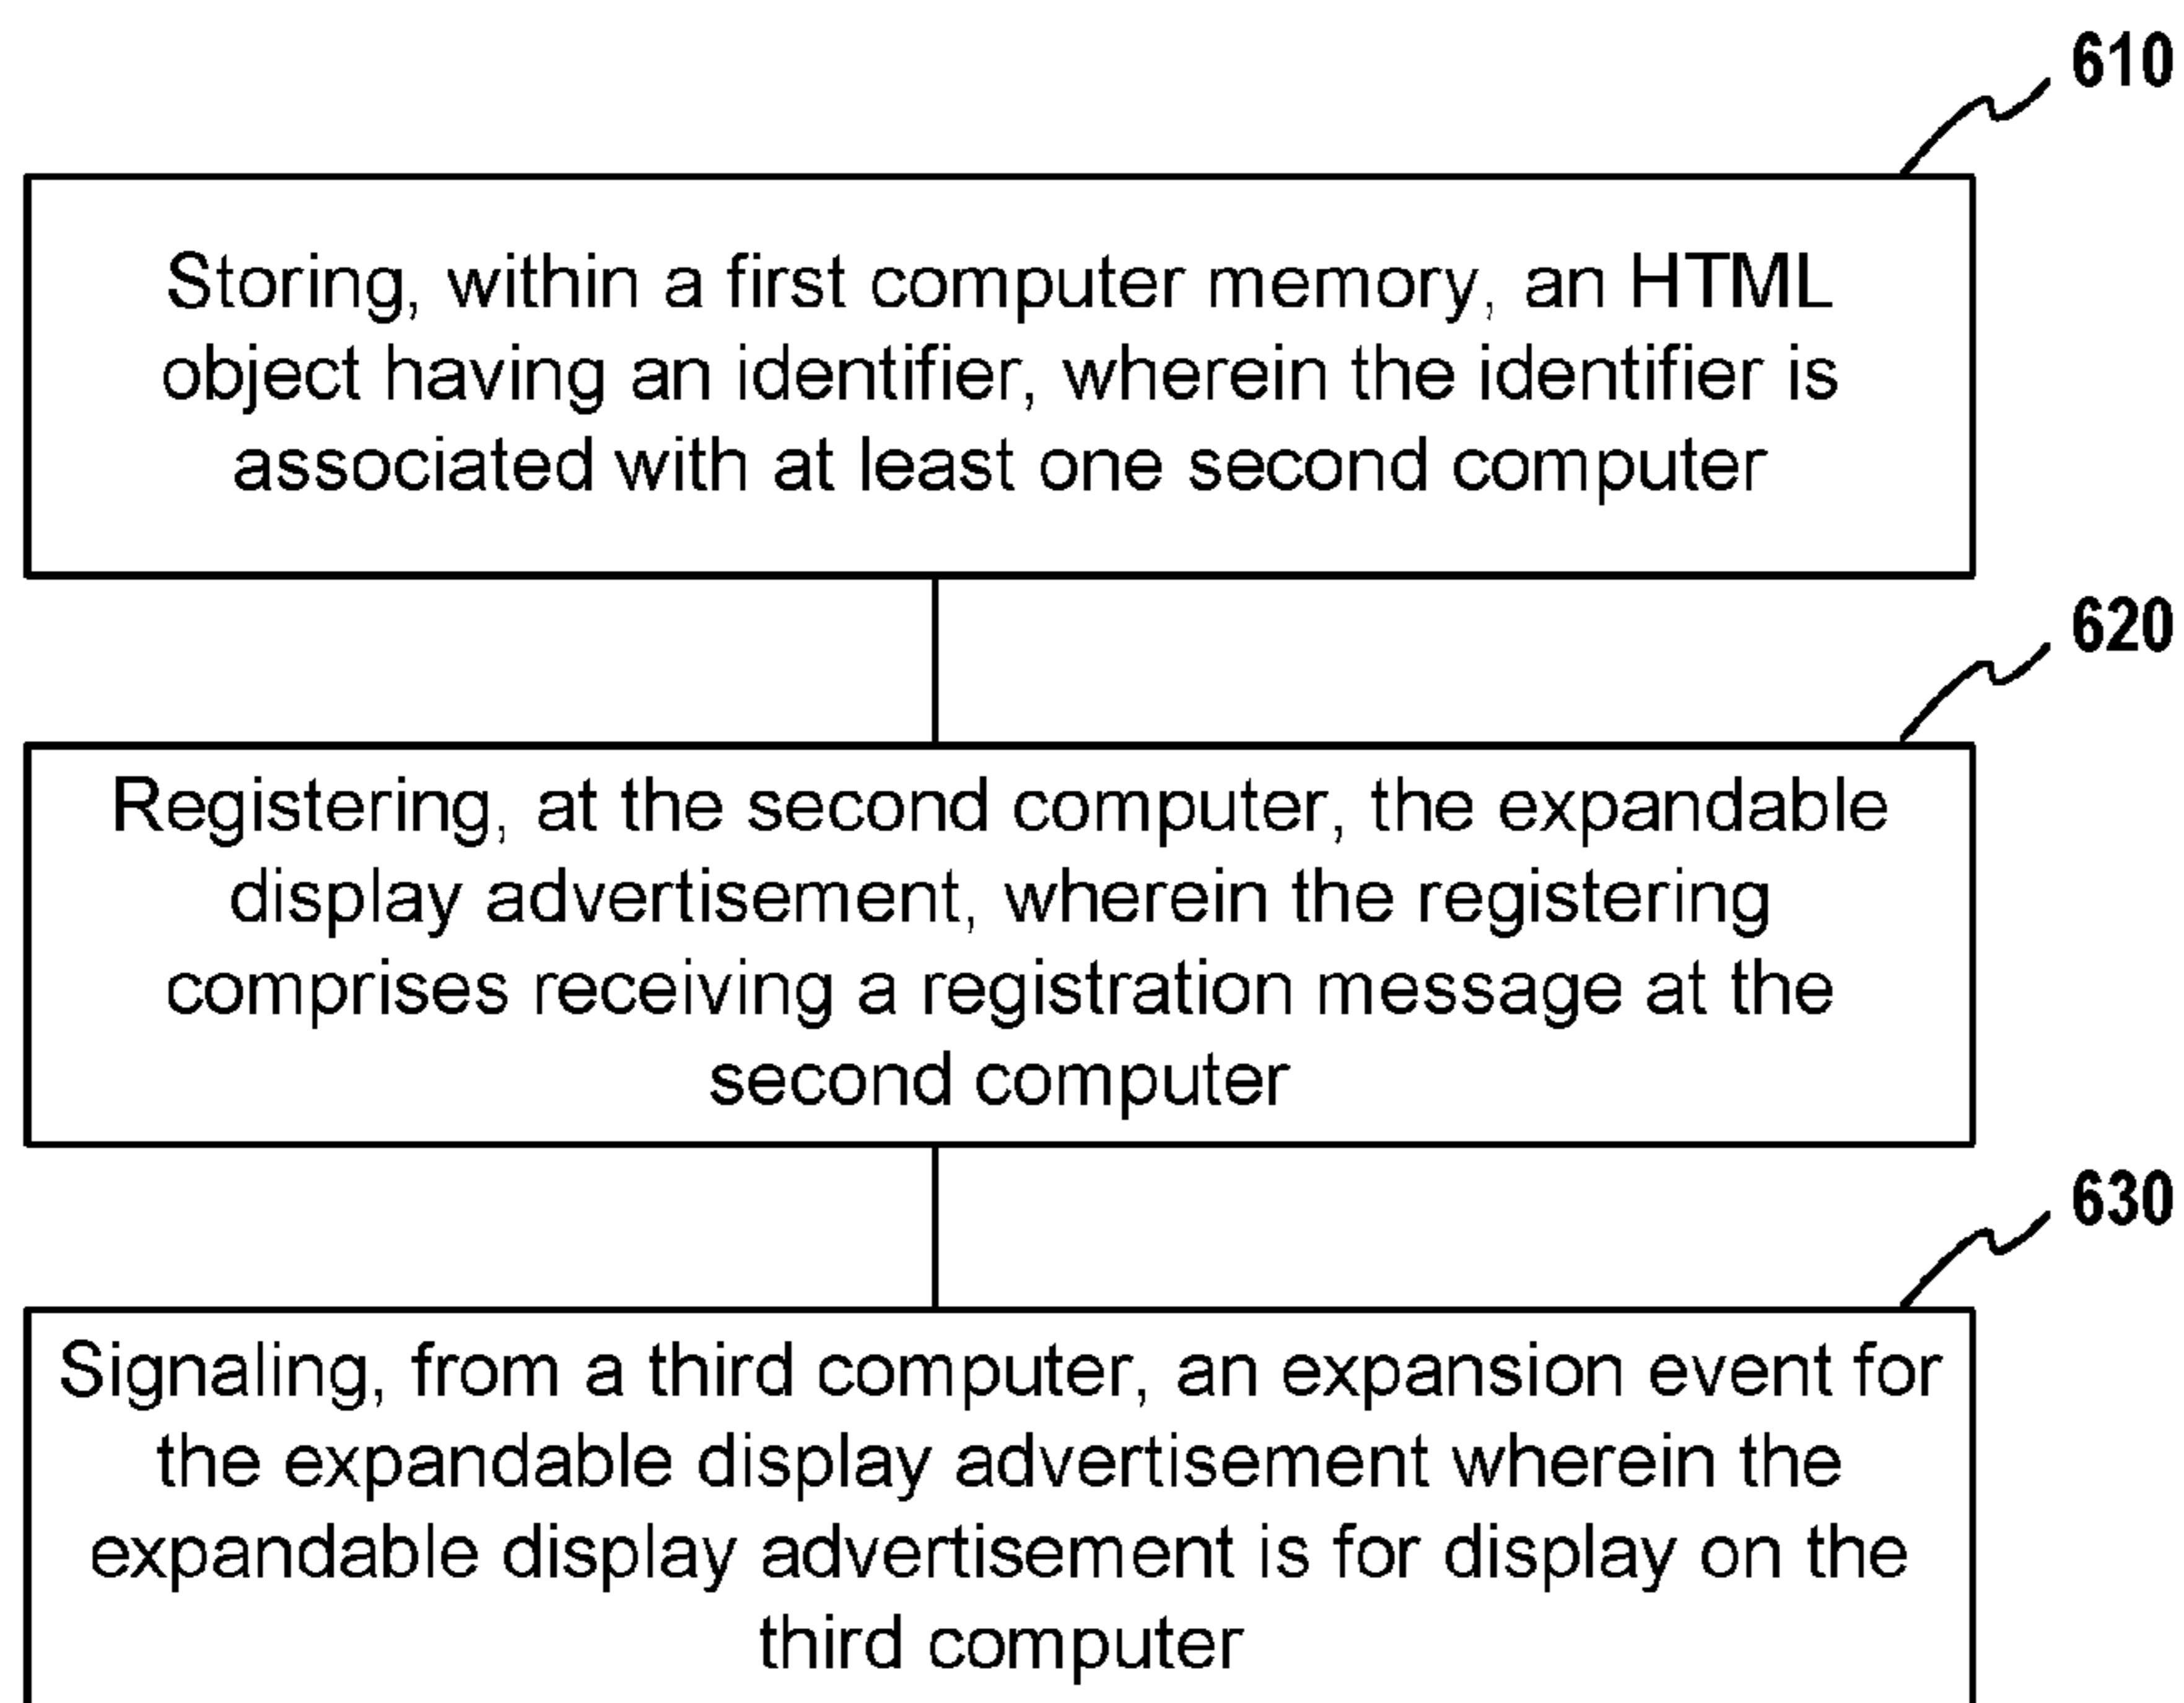 610
Storing, within a first computer memory, an HTML
object having an identifier, wherein the identifier is
associated with at least one second computer
620
Registering, at the second computer, the expandable
display advertisement, wherein the registering
comprises receiving a registration message at the
second computer
630
Signaling, from a third computer, an expansion event for
the expandable display advertisement wherein the
expandable display advertisement is for display on the
third computer